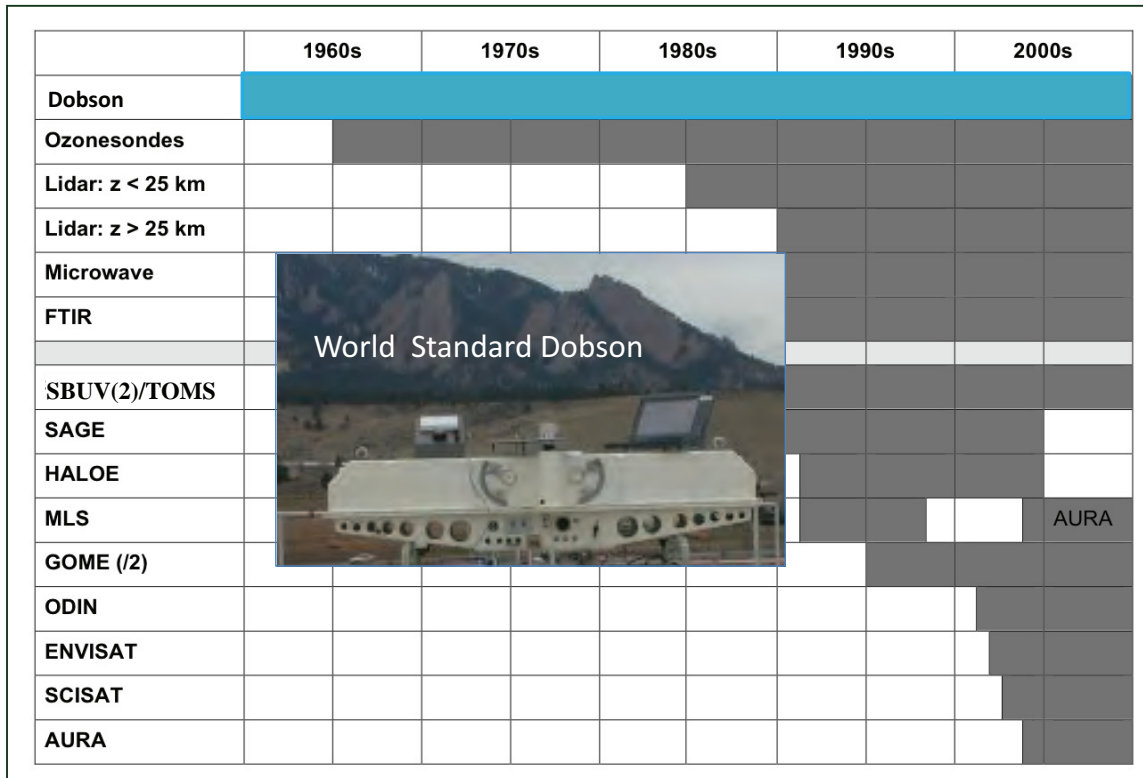 1960s 1970s 1980s 1990s 2000s
Dobson
Ozonesondes
Lidar: z < 25 km
Lidar: z > 25 km
Microwave
FTIR
World Standard Dobson
SBUV(2)/TOMS
SAGE
HALOE
MLS AURA
GOME (/2)
ODIN
ENVISAT
SCISAT
AURA